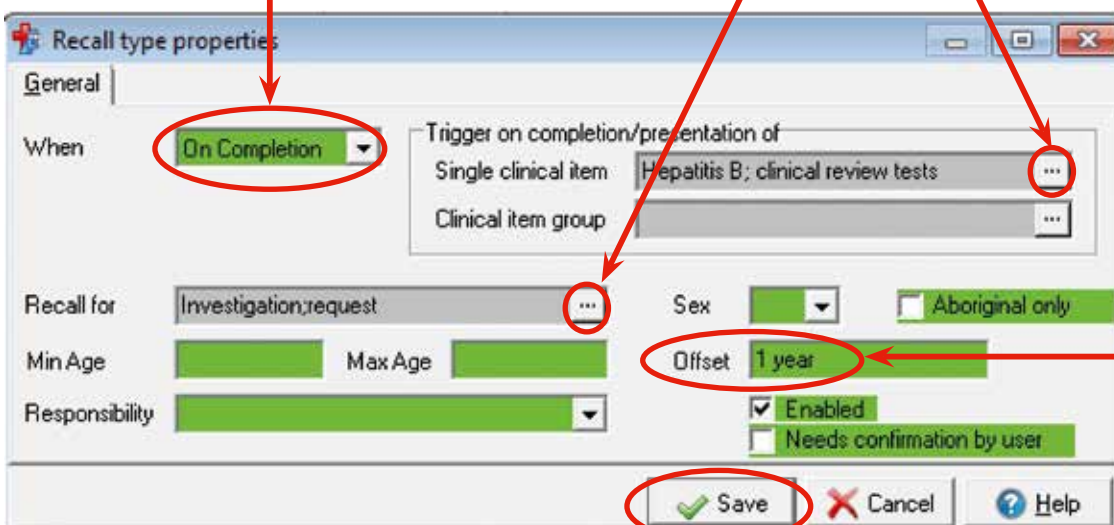 Recall type properties
General
When On Completion
Trigger on completion/presentation of
Single clinical item Hepatitis B; clinical review tests ...
Clinical item group ...
Recall for Investigation;request ... Sex Aboriginal only
Min Age Max Age Offset 1 year
Responsibility Enabled
Needs confirmation by user
Save Cancel Help